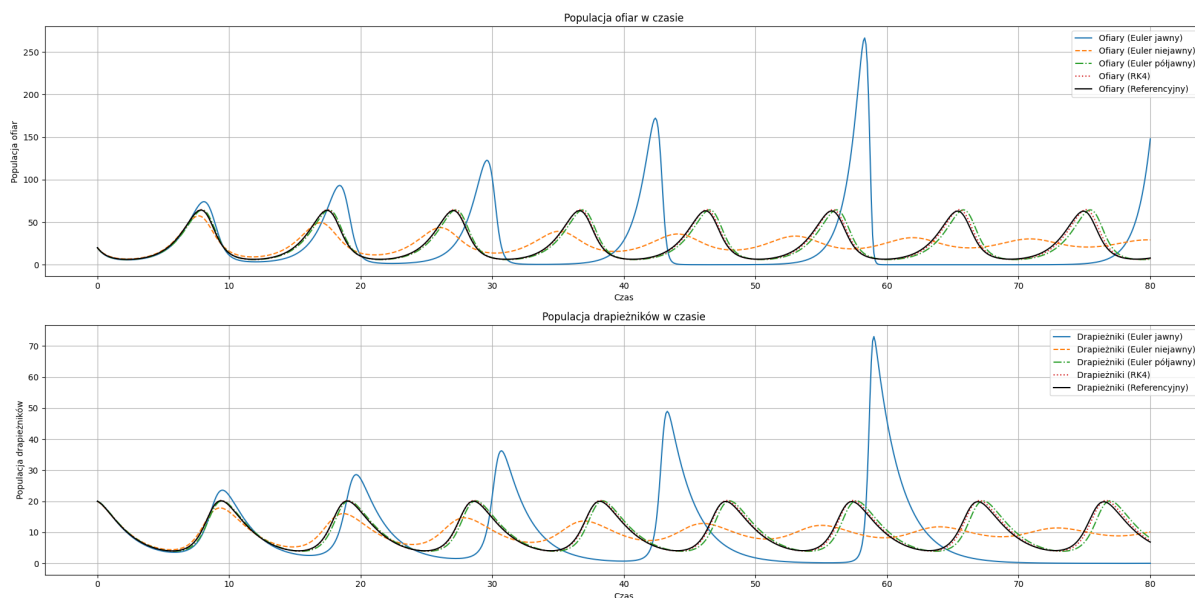 Populacja ofiar w czasie
Ofiary (Euler jawny)
Ofiary (Euler niejawny)
Ofiary (Euler półjawny)
Ofiary (RK4)
Ofiary (Referencyjny)
Populacja ofiar
250
200
150
100
50
0
0 10 20 30 40 50 60 70 80
Czas
Populacja drapieżników w czasie
Drapieżniki (Euler jawny)
Drapieżniki (Euler niejawny)
Drapieżniki (Euler półjawny)
Drapieżniki (RK4)
Drapieżniki (Referencyjny)
Populacja drapieżników
70
60
50
40
30
20
10
0
0 10 20 30 40 50 60 70 80
Czas